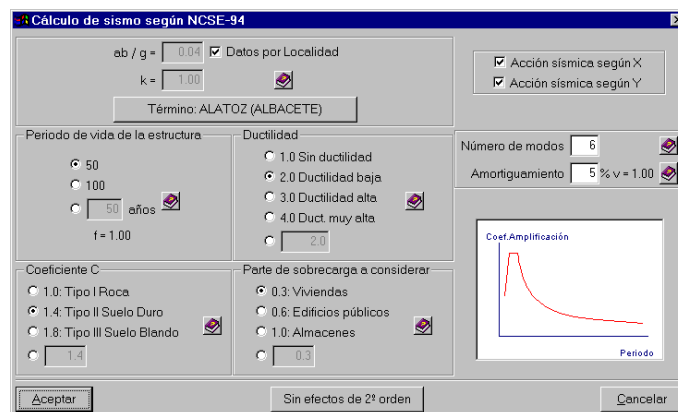 Cálculo de sismo según NCSE-94
ab / g = 0.04 Datos por Localidad
k = 1.00
Término: ALATOZ (ALBACETE)
Acción sísmica según X
Acción sísmica según Y
Periodo de vida de la estructura
50
100
50 años
f = 1.00
Ductilidad
1.0 Sin ductilidad
2.0 Ductilidad baja
3.0 Ductilidad alta
4.0 Duct. muy alta
2.0
Número de modos 6
Amortiguamiento 5 % v = 1.00
Coef.Amplificación
Periodo
Coeficiente C
1.0: Tipo I Roca
1.4: Tipo II Suelo Duro
1.8: Tipo III Suelo Blando
1.4
Parte de sobrecarga a considerar
0.3: Viviendas
0.6: Edificios públicos
1.0: Almacenes
0.3
Aceptar
Sin efectos de 2º orden
Cancelar